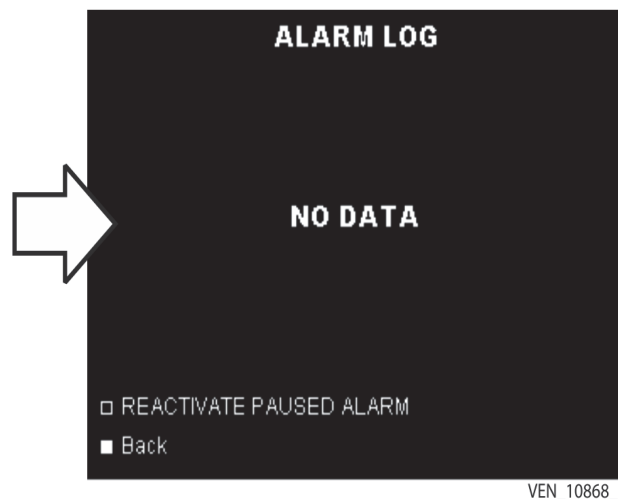 ALARM LOG
NO DATA
REACTIVATE PAUSED ALARM
Back
VEN 10868